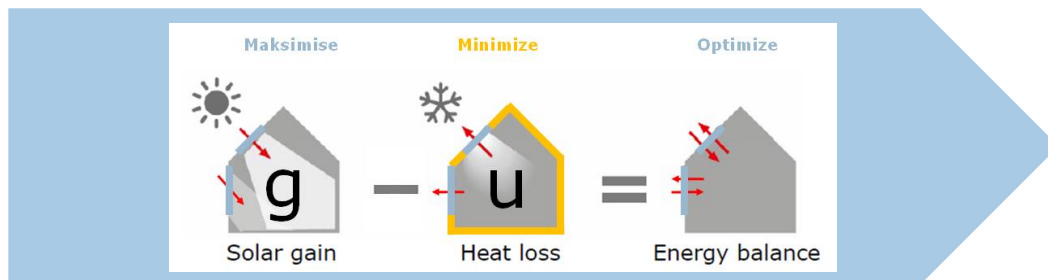 Maksimise Minimize Optimize
g − u =
Solar gain Heat loss Energy balance